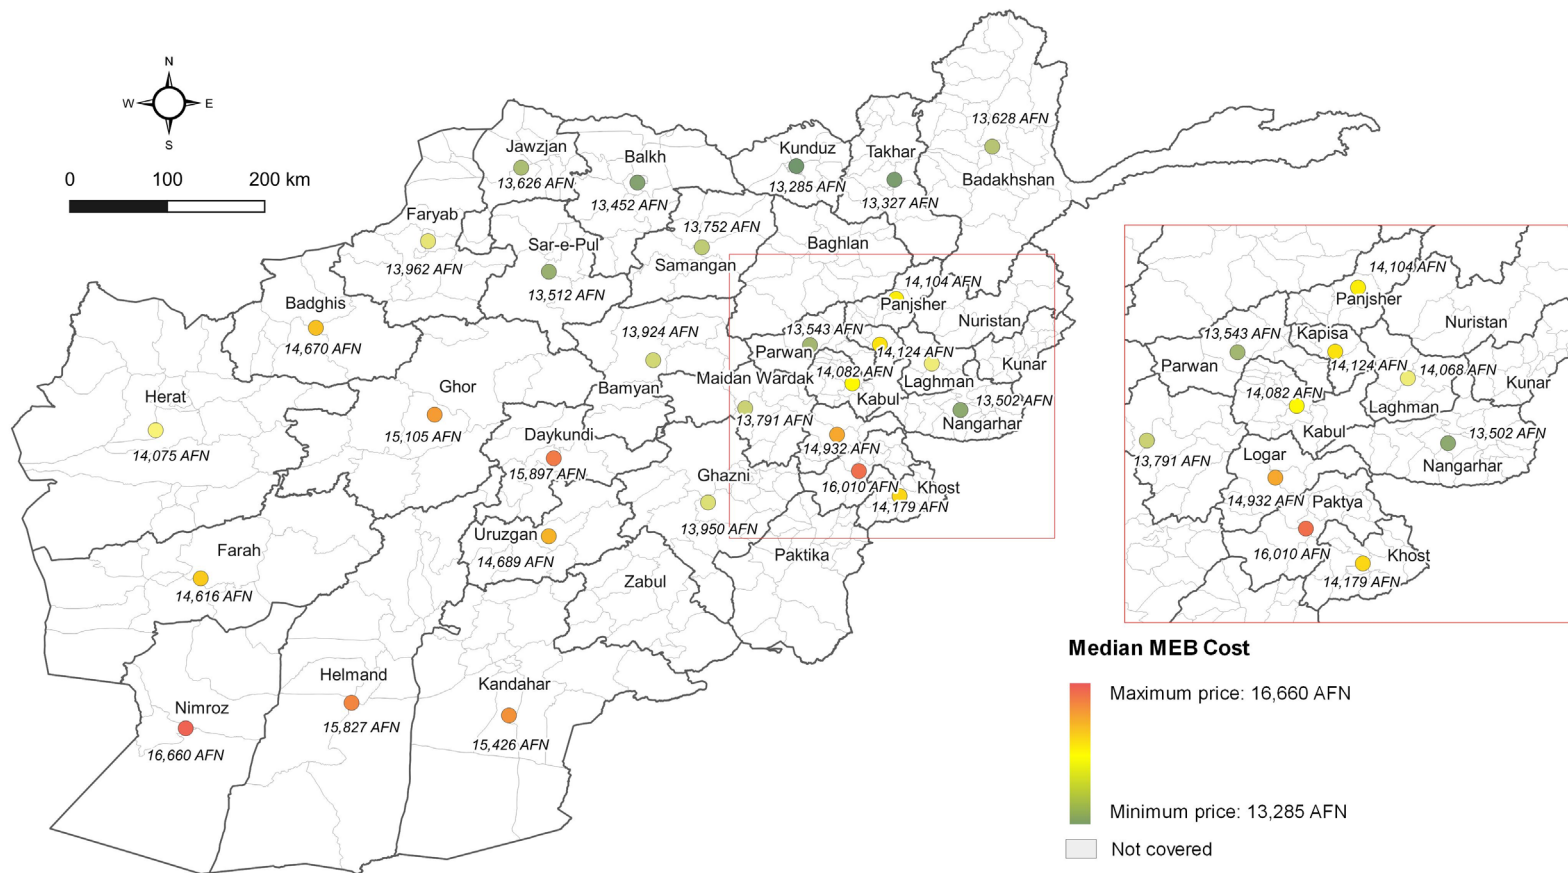 N
W
E
S
0
100
200 km
Jawzjan
13,626 AFN
Balkh
13,452 AFN
Kunduz
13,285 AFN
Takhar
13,327 AFN
13,628 AFN
Badakhshan
Faryab
13,962 AFN
Sar-e-Pul
13,512 AFN
13,752 AFN
Samangan
Baghlan
Badghis
14,670 AFN
14,104 AFN
Panjsher
Nuristan
13,924 AFN
Bamyan
13,543 AFN
Parwan
14,124 AFN
14,082 AFN
Kabul
Laghman
Kunar
Maidan Wardak
13,791 AFN
13,502 AFN
Nangarhar
Herat
14,075 AFN
Ghor
15,105 AFN
Daykundi
15,897 AFN
14,932 AFN
16,010 AFN
Khost
14,179 AFN
Ghazni
13,950 AFN
Uruzgan
14,689 AFN
Farah
14,616 AFN
Zabul
Paktika
Nimroz
16,660 AFN
Helmand
15,827 AFN
Kandahar
15,426 AFN
14,104 AFN
Panjsher
Nuristan
13,543 AFN
Kapisa
Parwan
14,124 AFN
14,068 AFN
Kunar
14,082 AFN
Laghman
Kabul
13,791 AFN
13,502 AFN
Nangarhar
Logar
14,932 AFN
Paktya
16,010 AFN
Khost
14,179 AFN
Median MEB Cost
Maximum price: 16,660 AFN
Minimum price: 13,285 AFN
Not covered